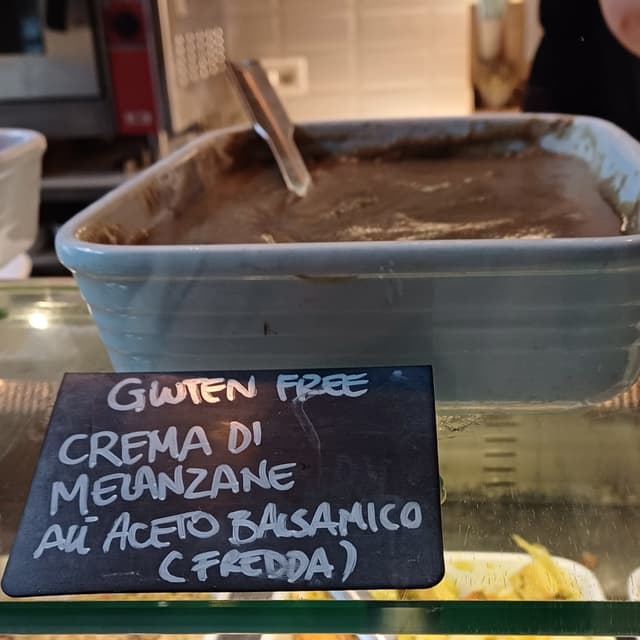 GLUTEN FREE
CREMA DI
MELANZANE
ALL' ACETO BALSAMICO
(FREDDA)